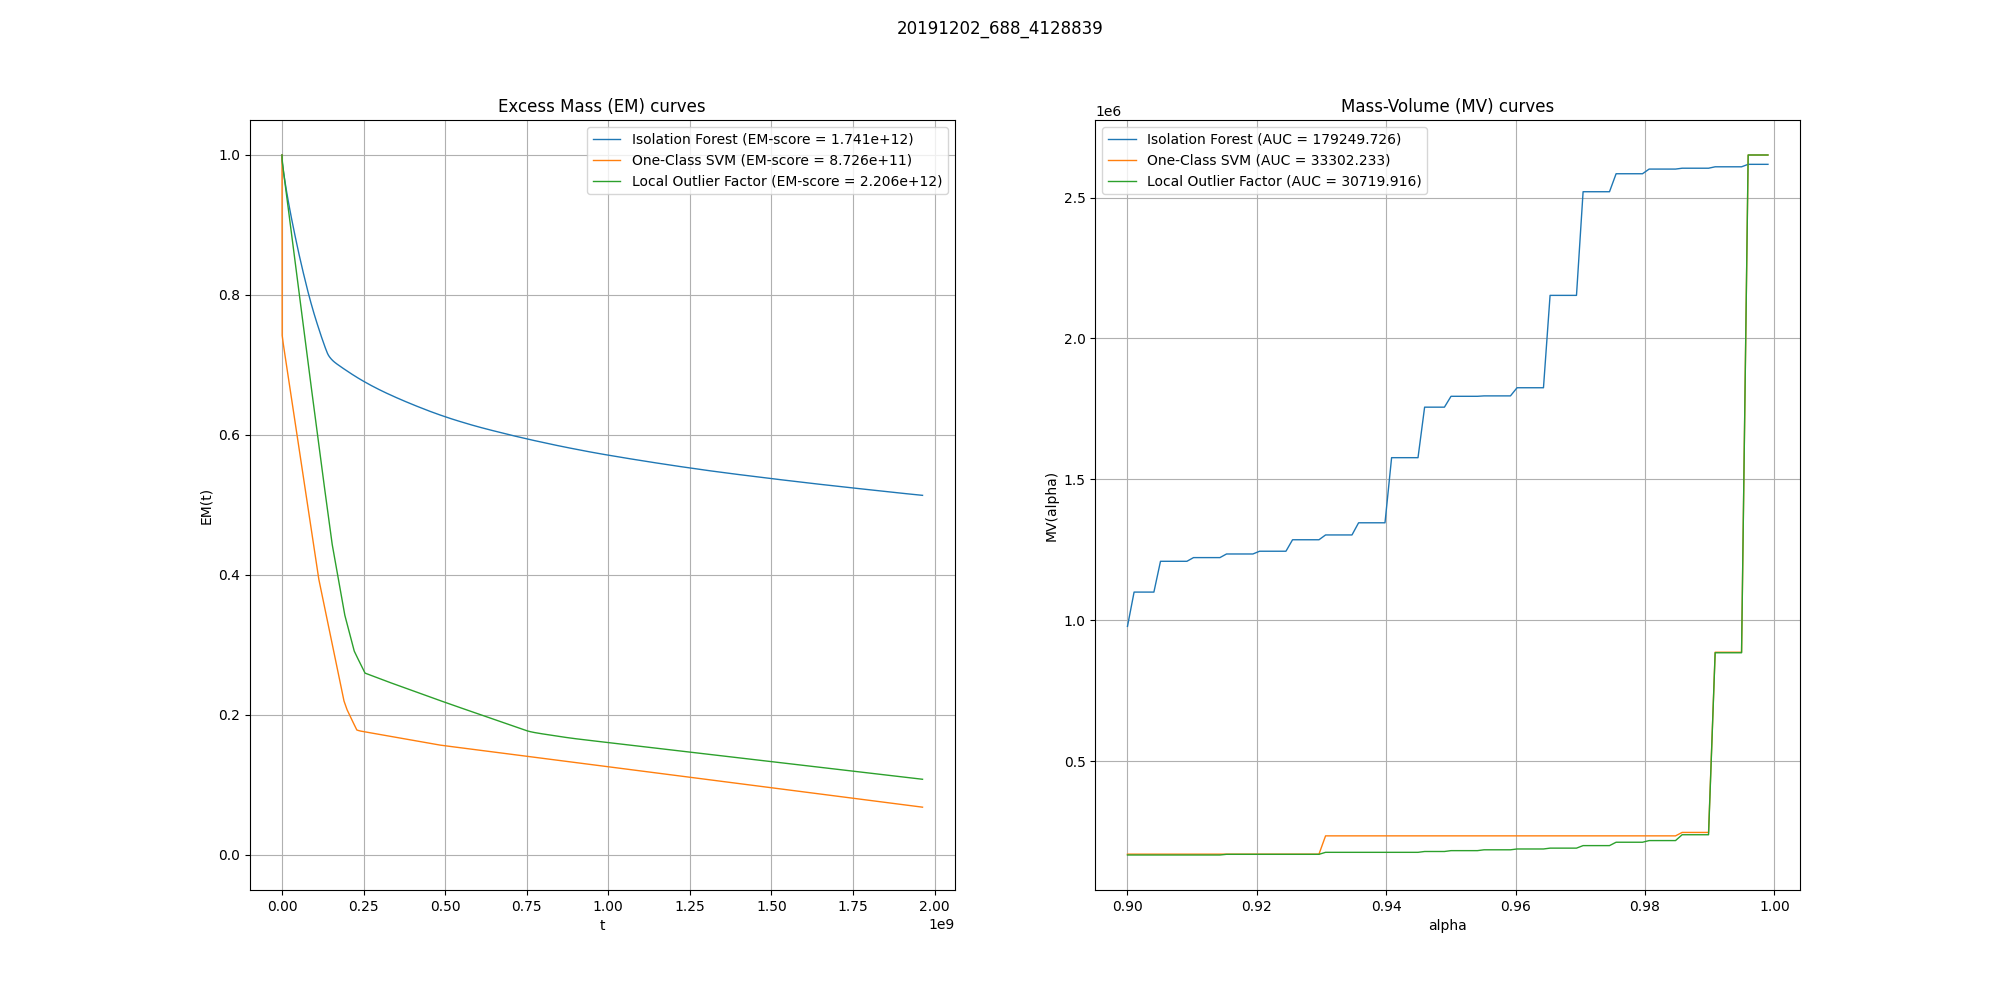 20191202_688_4128839
Excess Mass (EM) curves
Isolation Forest (EM-score = 1.741e+12)
One-Class SVM (EM-score = 8.726e+11)
Local Outlier Factor (EM-score = 2.206e+12)
EM(t)
1.0
0.8
0.6
0.4
0.2
0.0
0.00 0.25 0.50 0.75 1.00 1.25 1.50 1.75 2.00
1e9
t
Mass-Volume (MV) curves
1e6
Isolation Forest (AUC = 179249.726)
One-Class SVM (AUC = 33302.233)
Local Outlier Factor (AUC = 30719.916)
MV(alpha)
2.5
2.0
1.5
1.0
0.5
0.90 0.92 0.94 0.96 0.98 1.00
alpha